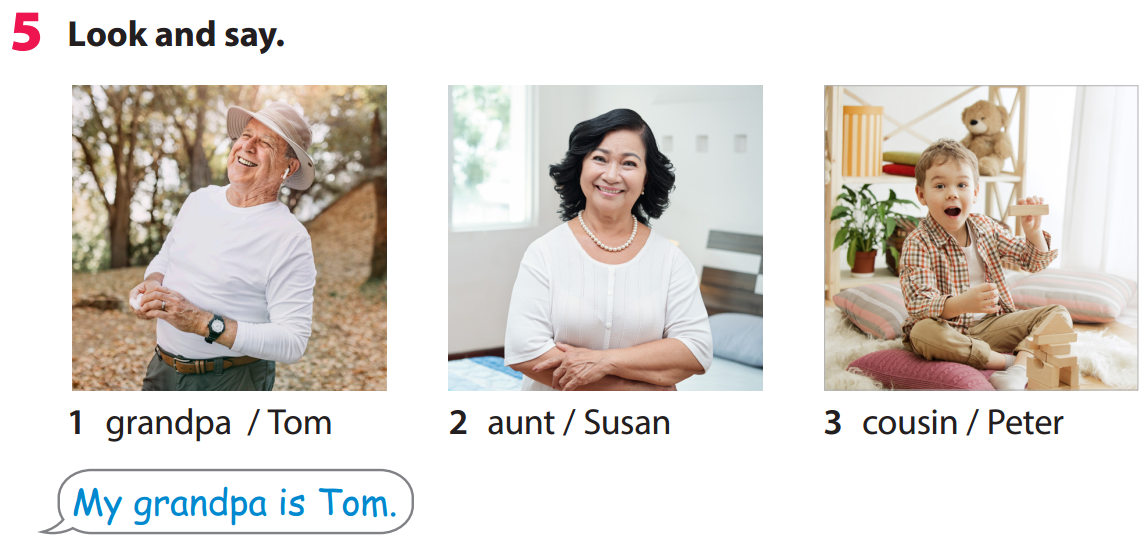 5 Look and say.
1 grandpa / Tom
2 aunt / Susan
3 cousin / Peter
My grandpa is Tom.